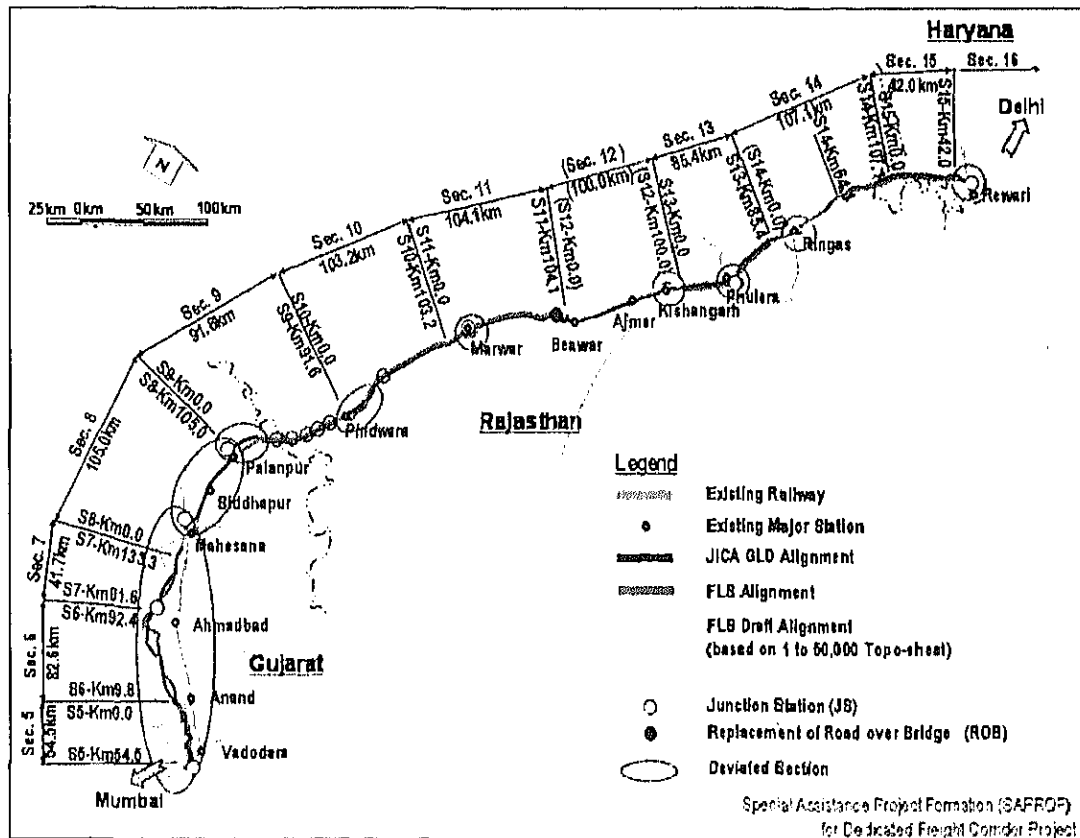 Haryana
Sec. 15
Sec. 16
42.0km
Sec. 14
107.1km
Delhi
S15-Km42.0
S15-Km0.0
Sec. 13
85.4km
(S14-Km0.0)
S13-Km85.4
(Sec. 12)
(100.0km)
S13-Km0.0
(S12-Km100.0)
Sec. 11
104.1km
(S12-Km0.0)
S11-Km104.1
Sec. 10
103.2km
S11-Km0.0
S10-Km103.2
Sec. 9
91.6km
S10-Km0.0
S9-Km91.6
N
25km 0km 50km 100km
Rewari
Ringas
Phulera
Kishangarh
Ajmer
Beawar
Marwar
Rajasthan
S9-Km0.0
S8-Km105.0
Sec. 8
105.0km
Palanpur
Siddhapur
Mahesana
S8-Km0.0
S7-Km133.3
Sec. 7
41.7km
S7-Km91.6
S6-Km92.4
Ahmadbad
Sec. 6
82.6km
Gujarat
S6-Km9.8
Anand
S5-Km0.0
Sec. 5
54.5km
S5-Km54.5
Vadodara
Mumbai
Legend
Existing Railway
Existing Major Station
JICA GLD Alignment
FLS Alignment
FLS Draft Alignment
(based on 1 to 50,000 Topo-sheet)
Junction Station (JS)
Replacement of Road over Bridge (ROB)
Deviated Section
Special Assistance Project Formation (SAPROF)
for Dedicated Freight Corridor Project